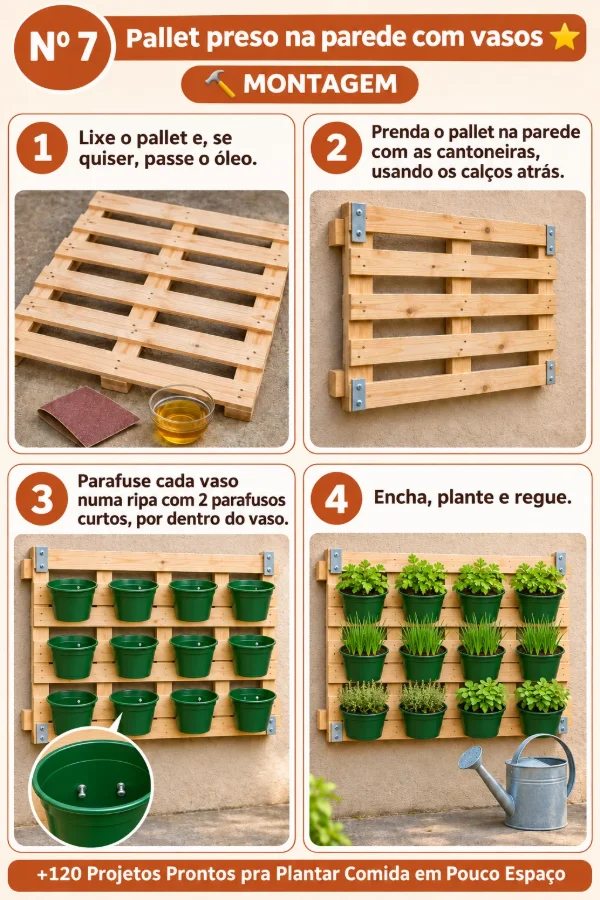 Nº 7
Pallet preso na parede com vasos
MONTAGEM
1
Lixe o pallet e, se
quiser, passe o óleo.
2
Prenda o pallet na parede
com as cantoneiras,
usando os calços atrás.
3
Parafuse cada vaso
numa ripa com 2 parafusos
curtos, por dentro do vaso.
4
Encha, plante e regue.
+120 Projetos Prontos pra Plantar Comida em Pouco Espaço